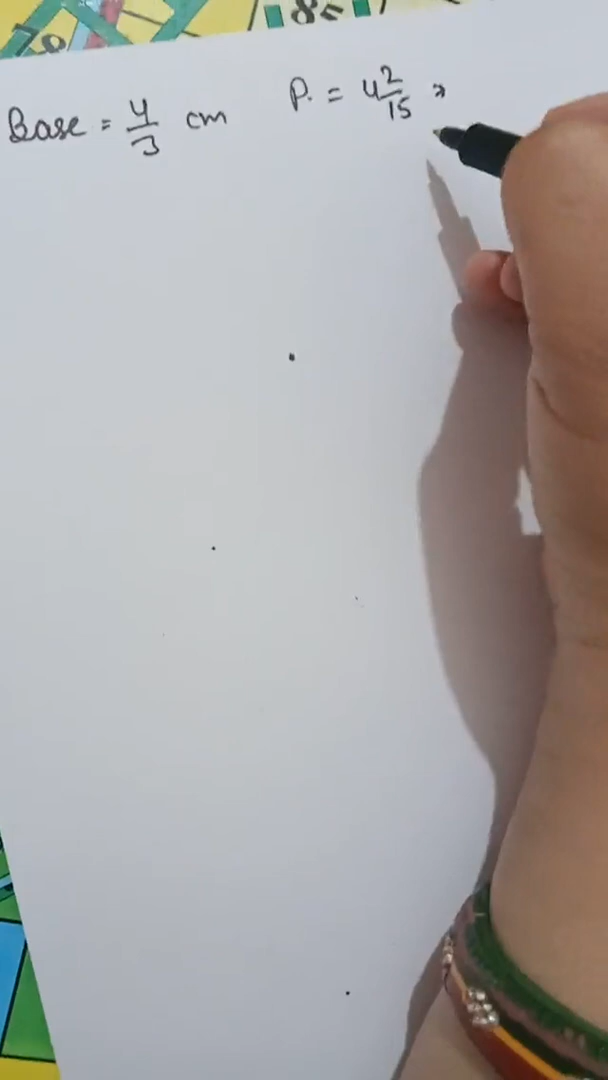 Base = 4/3 cm P. = 4 2/15 =